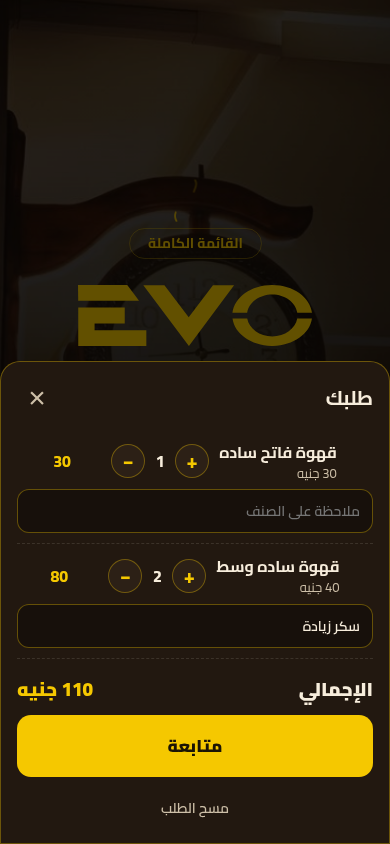 القائمة الكاملة
EVO
طلبك
✕
قهوة فاتح ساده
30 جنيه
+ 1 −
30
ملاحظة على الصنف
قهوة ساده وسط
40 جنيه
+ 2 −
80
سكر زيادة
الإجمالي
110 جنيه
متابعة
مسح الطلب